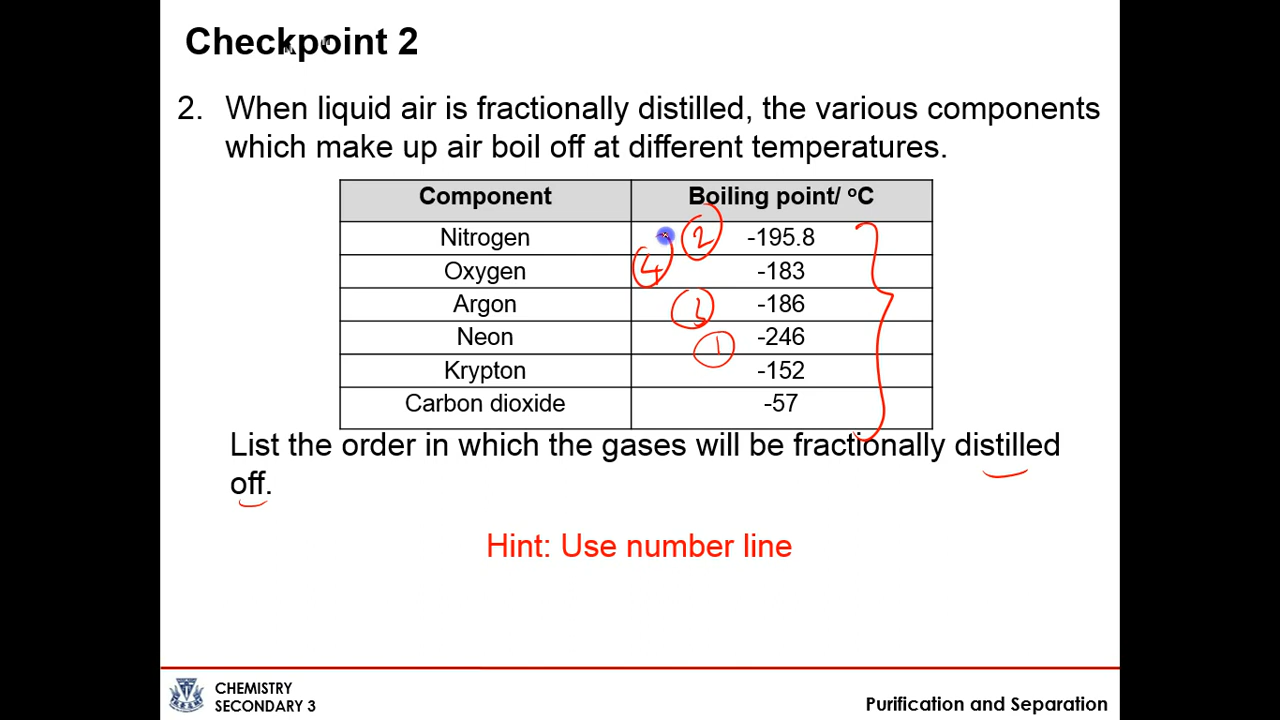 Checkpoint 2
2. When liquid air is fractionally distilled, the various components
which make up air boil off at different temperatures.
Component Boiling point/ °C
Nitrogen 2 -195.8
Oxygen 4 -183
Argon 3 -186
Neon 1 -246
Krypton -152
Carbon dioxide -57
List the order in which the gases will be fractionally distilled
off.
Hint: Use number line
CHEMISTRY
SECONDARY 3
Purification and Separation